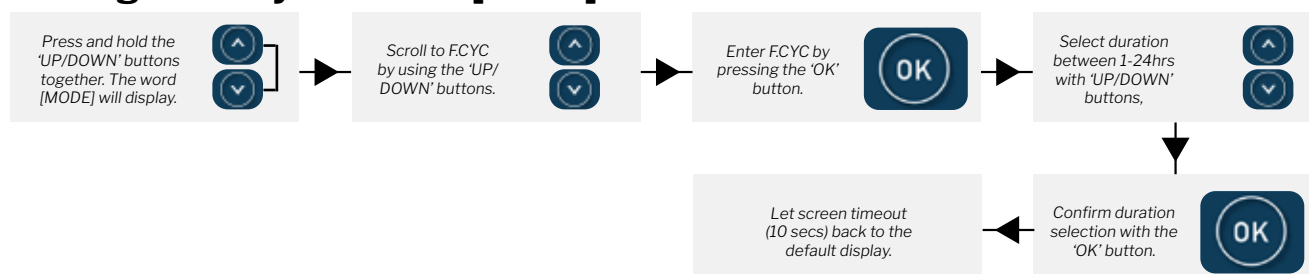 Press and hold the
‘UP/DOWN’ buttons
together. The word
[MODE] will display.
Scroll to F.CYC
by using the ‘UP/
DOWN’ buttons.
Enter F.CYC by
pressing the ‘OK’
button.
OK
Select duration
between 1-24hrs
with ‘UP/DOWN’
buttons,
Confirm duration
selection with the
‘OK’ button.
OK
Let screen timeout
(10 secs) back to the
default display.